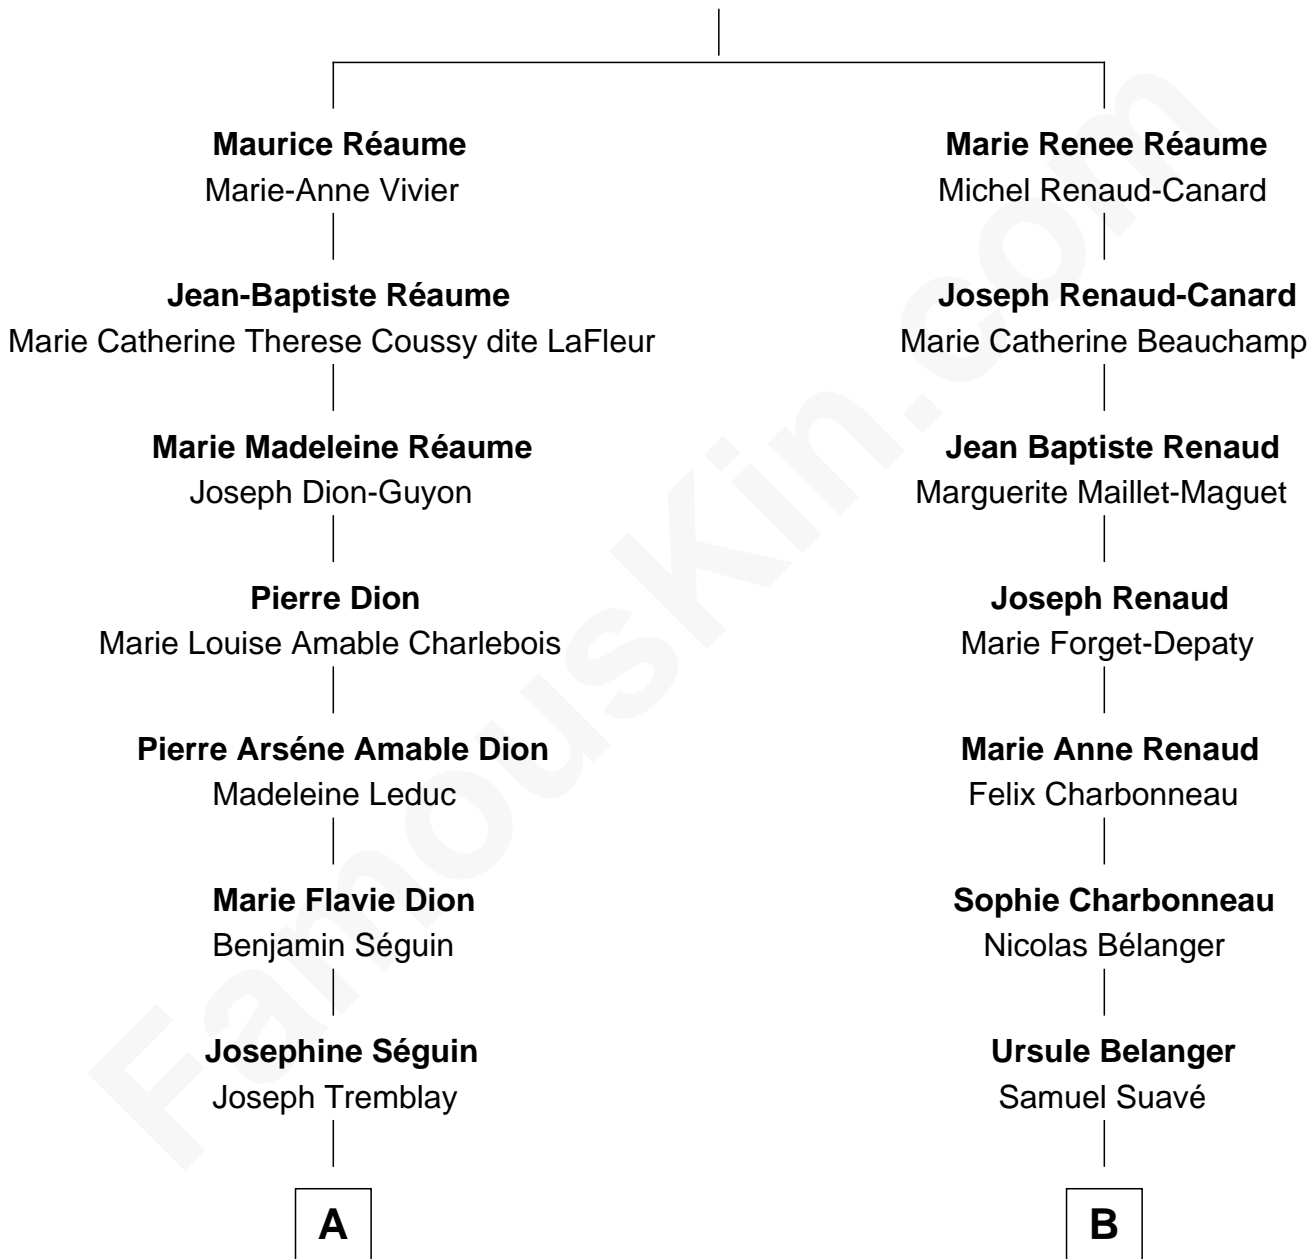 Maurice Réaume
Marie-Anne Vivier
Jean-Baptiste Réaume
Marie Catherine Therese Coussy dite LaFleur
Marie Madeleine Réaume
Joseph Dion-Guyon
Pierre Dion
Marie Louise Amable Charlebois
Pierre Arséne Amable Dion
Madeleine Leduc
Marie Flavie Dion
Benjamin Séguin
Josephine Séguin
Joseph Tremblay
A
Marie Renee Réaume
Michel Renaud-Canard
Joseph Renaud-Canard
Marie Catherine Beauchamp
Jean Baptiste Renaud
Marguerite Maillet-Maguet
Joseph Renaud
Marie Forget-Depaty
Marie Anne Renaud
Felix Charbonneau
Sophie Charbonneau
Nicolas Bélanger
Ursule Belanger
Samuel Suavé
B
FamousKin.com